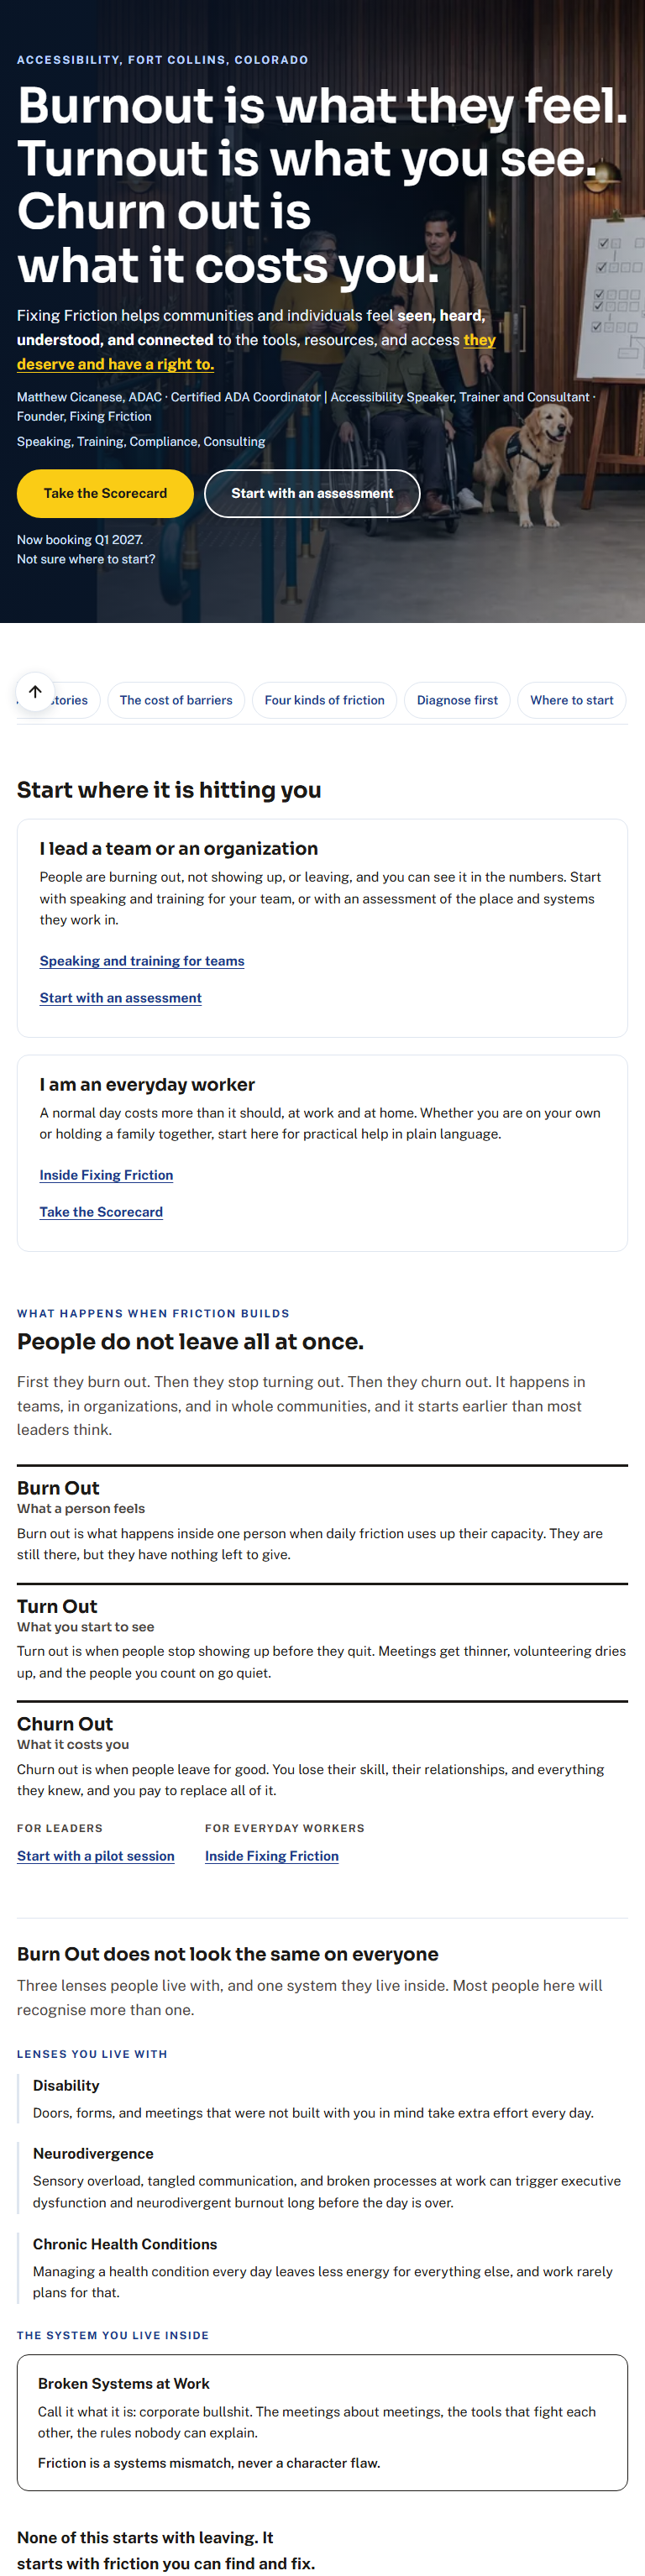 ACCESSIBILITY, FORT COLLINS, COLORADO
Burnout is what they feel.
Turnout is what you see.
Churn out is
what it costs you.
Fixing Friction helps communities and individuals feel seen, heard,
understood, and connected to the tools, resources, and access they
deserve and have a right to.
Matthew Cicanese, ADAC · Certified ADA Coordinator | Accessibility Speaker, Trainer and Consultant ·
Founder, Fixing Friction
Speaking, Training, Compliance, Consulting
Take the Scorecard
Start with an assessment
Now booking Q1 2027.
Not sure where to start?
tories
The cost of barriers
Four kinds of friction
Diagnose first
Where to start
Start where it is hitting you
I lead a team or an organization
People are burning out, not showing up, or leaving, and you can see it in the numbers. Start
with speaking and training for your team, or with an assessment of the place and systems
they work in.
Speaking and training for teams
Start with an assessment
I am an everyday worker
A normal day costs more than it should, at work and at home. Whether you are on your own
or holding a family together, start here for practical help in plain language.
Inside Fixing Friction
Take the Scorecard
WHAT HAPPENS WHEN FRICTION BUILDS
People do not leave all at once.
First they burn out. Then they stop turning out. Then they churn out. It happens in
teams, in organizations, and in whole communities, and it starts earlier than most
leaders think.
Burn Out
What a person feels
Burn out is what happens inside one person when daily friction uses up their capacity. They are
still there, but they have nothing left to give.
Turn Out
What you start to see
Turn out is when people stop showing up before they quit. Meetings get thinner, volunteering dries
up, and the people you count on go quiet.
Churn Out
What it costs you
Churn out is when people leave for good. You lose their skill, their relationships, and everything
they knew, and you pay to replace all of it.
FOR LEADERS
Start with a pilot session
FOR EVERYDAY WORKERS
Inside Fixing Friction
Burn Out does not look the same on everyone
Three lenses people live with, and one system they live inside. Most people here will
recognise more than one.
LENSES YOU LIVE WITH
Disability
Doors, forms, and meetings that were not built with you in mind take extra effort every day.
Neurodivergence
Sensory overload, tangled communication, and broken processes at work can trigger executive
dysfunction and neurodivergent burnout long before the day is over.
Chronic Health Conditions
Managing a health condition every day leaves less energy for everything else, and work rarely
plans for that.
THE SYSTEM YOU LIVE INSIDE
Broken Systems at Work
Call it what it is: corporate bullshit. The meetings about meetings, the tools that fight each
other, the rules nobody can explain.
Friction is a systems mismatch, never a character flaw.
None of this starts with leaving. It
starts with friction you can find and fix.